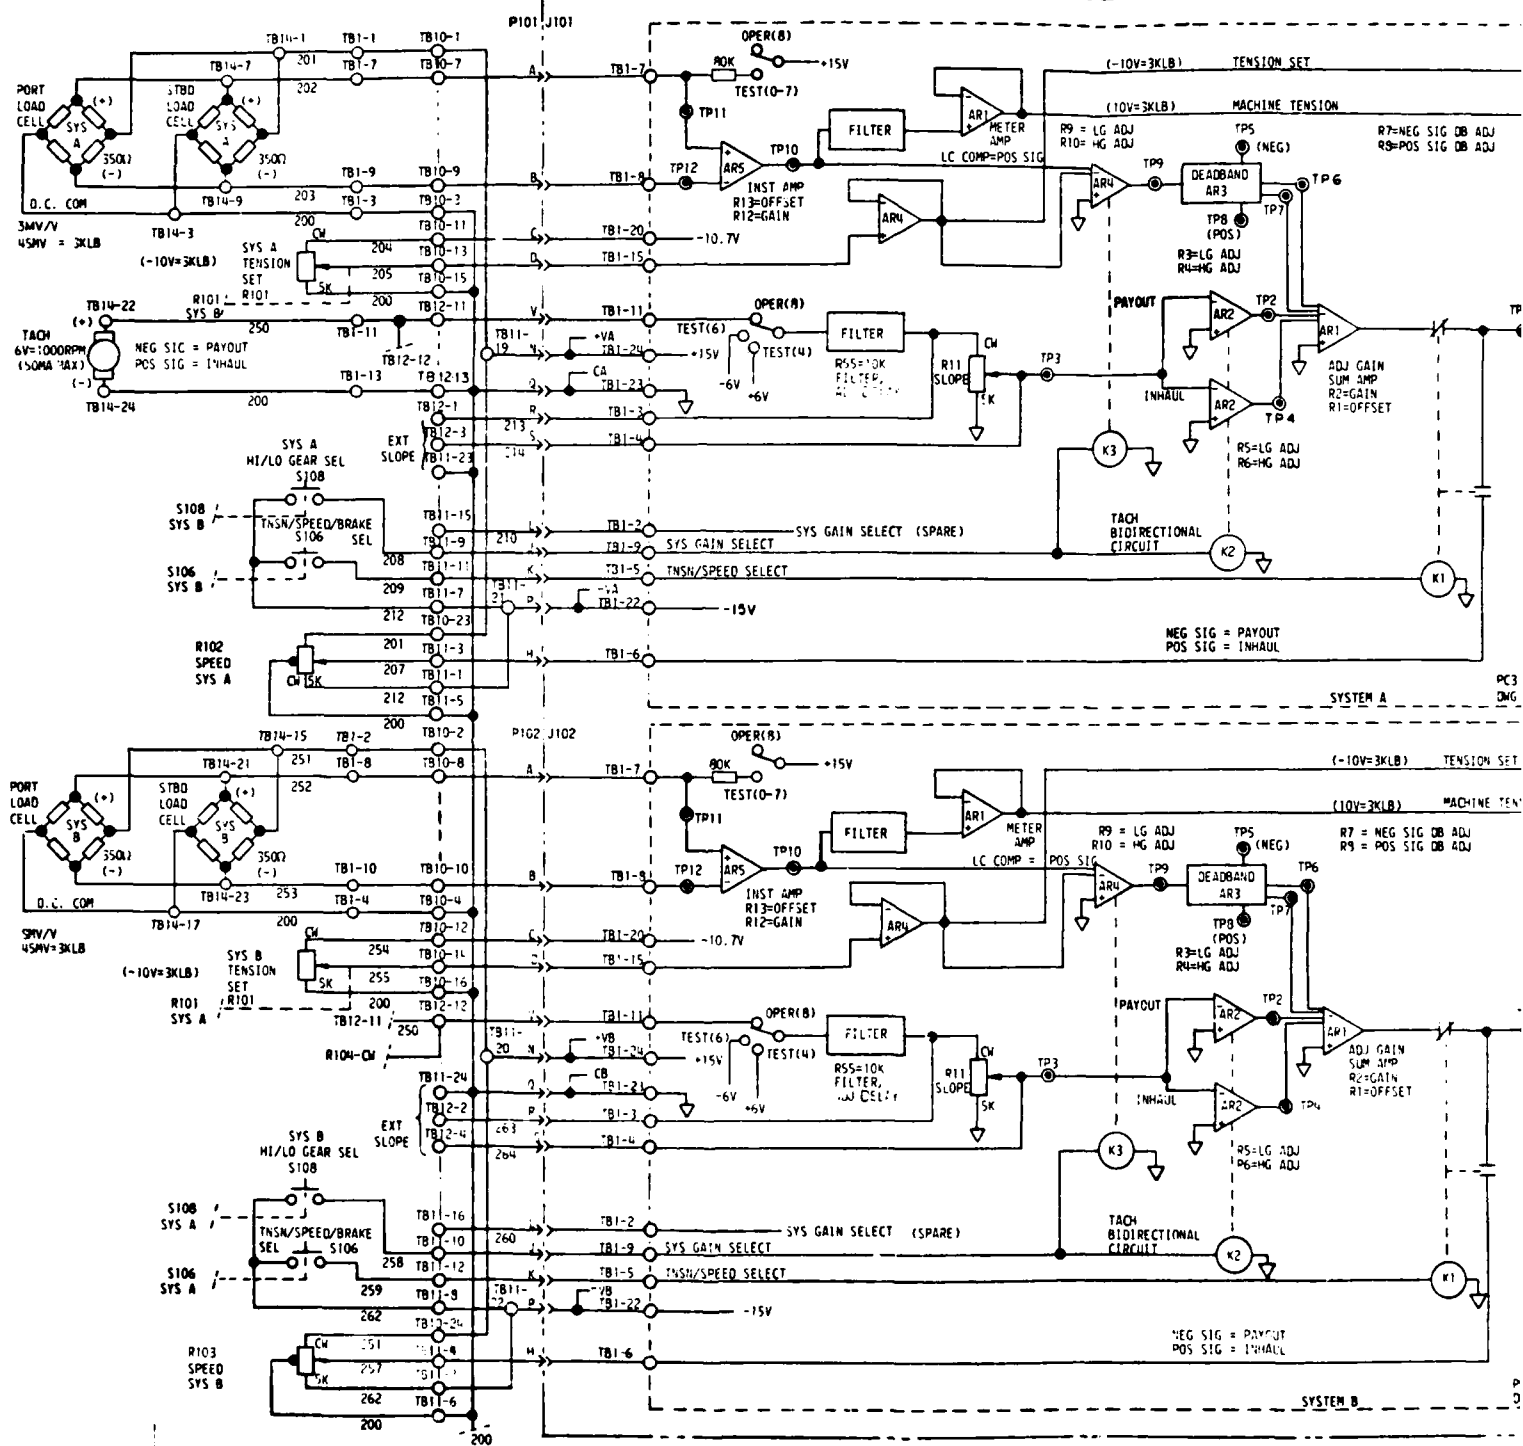 P101 J101
TB14-1
TB1-1
TB10-1
OPER(8)
+15V
TB14-7
201
TB1-7
TB10-7
A
TB1-7
80K
TEST(0-7)
(-10V=3KLB) TENSION SET
202
PORT
LOAD
CELL
(+)
SYS
A
350Ω
(-)
STBD
LOAD
CELL
(+)
SYS
A
350Ω
(-)
TP11
FILTER
AR1
METER
AMP
(10V=3KLB) MACHINE TENSION
R9 = LG ADJ
R10= HG ADJ
TP5
(NEG)
R7=NEG SIG DB ADJ
R8=POS SIG DB ADJ
TP10
LC COMP=POS SIG
TP12
AR5
INST AMP
R13=OFFSET
R12=GAIN
AR4
TP9
DEADBAND
AR3
TP6
TP7
TP8
(POS)
TB1-9
TB10-9
B
TB1-8
TB14-9
203
TB1-3
TB10-3
D.C. COM
200
TB14-3
3MV/V
45MV = 3KLB
CW
TB10-11
C
TB1-20
-10.7V
AR4
SYS A
TENSION
SET
R101
(-10V=3KLB)
204
TB10-13
D
TB1-15
205
TB10-15
5K
200
R3=LG ADJ
R4=HG ADJ
R101
SYS B
TB14-22
(+)
250
TB1-11
TB12-11
V
TB1-11
OPER(8)
PAYOUT
AR2
TP2
AR1
TACH
6V=1000RPM
(50MA MAX)
(-)
NEG SIG = PAYOUT
POS SIG = INHAUL
TB12-12
TB11-
19
N
+VA
TB1-24
+15V
TEST(6)
TEST(4)
-6V
+6V
FILTER
R55=10K
FILTER,
CW
R11
SLOPE
5K
TP3
INHAUL
AR2
TP4
ADJ GAIN
SUM AMP
R2=GAIN
R1=OFFSET
TB1-13
TB12-13
CA
TB1-23
TB14-24
200
TB12-1
R
TB1-3
213
TB12-3
S
TB1-4
EXT
SLOPE
TB11-23
K3
R5=LG ADJ
R6=HG ADJ
SYS A
HI/LO GEAR SEL
S108
S108
SYS B
TNSN/SPEED/BRAKE
SEL
S106
TB11-15
210
TB1-2
SYS GAIN SELECT (SPARE)
TACH
BIDIRECTIONAL
CIRCUIT
208
TB11-9
TB1-9
SYS GAIN SELECT
K2
S106
SYS B
TB11-11
K
TB1-5
TNSN/SPEED SELECT
K1
209
TB11-7
TB11-
21
P
-VA
TB1-22
-15V
212
TB10-23
NEG SIG = PAYOUT
POS SIG = INHAUL
R102
SPEED
SYS A
201
TB11-3
H
TB1-6
CW
5K
207
TB11-1
212
TB11-5
200
SYSTEM A
PC3
DWG
P102 J102
TB14-15
TB1-2
TB10-2
OPER(8)
+15V
TB14-21
251
TB1-8
TB10-8
A
TB1-7
80K
TEST(0-7)
(-10V=3KLB) TENSION SET
252
PORT
LOAD
CELL
(+)
SYS
B
350Ω
(-)
STBD
LOAD
CELL
(+)
SYS
B
350Ω
(-)
TP11
FILTER
AR1
METER
AMP
(10V=3KLB) MACHINE TEN
R9 = LG ADJ
R10 = HG ADJ
TP5
(NEG)
R7 = NEG SIG DB ADJ
R8 = POS SIG DB ADJ
TP10
LC COMP = POS SIG
TP12
AR5
INST AMP
R13=OFFSET
R12=GAIN
AR4
TP9
DEADBAND
AR3
TP6
TP7
TP8
(POS)
TB1-10
TB10-10
B
TB1-8
TB14-23
253
TB1-4
TB10-4
D.C. COM
200
TB14-17
45MV=3KLB
CW
TB10-12
C
TB1-20
-10.7V
AR4
SYS B
TENSION
SET
R101
(-10V=3KLB)
254
TB10-14
TB1-15
255
TB10-16
5K
200
R3=LG ADJ
R4=HG ADJ
R101
SYS A
TB12-12
TB12-11
250
TB1-11
OPER(8)
PAYOUT
AR2
TP2
AR1
R104-CW
TB11-
20
N
+VB
TB1-24
+15V
TEST(6)
TEST(4)
-6V
+6V
FILTER
R55=10K
FILTER,
ADJ DELAY
CW
R11
SLOPE
5K
TP3
INHAUL
AR2
TP4
ADJ GAIN
SUM AMP
R2=GAIN
R1=OFFSET
TB11-24
CB
TB12-2
R
TB1-3
263
TB12-4
TB1-4
264
EXT
SLOPE
K3
R5=LG ADJ
R6=HG ADJ
SYS B
HI/LO GEAR SEL
S108
S108
SYS A
TNSN/SPEED/BRAKE
SEL
S106
TB11-16
260
TB1-2
SYS GAIN SELECT (SPARE)
TACH
BIDIRECTIONAL
CIRCUIT
258
TB11-10
TB1-9
SYS GAIN SELECT
K2
S106
SYS A
TB11-12
K
TB1-5
TNSN/SPEED SELECT
K1
259
TB11-8
TB11-
P
TB1-22
-15V
262
TB10-24
NEG SIG = PAYOUT
POS SIG = INHAUL
R103
SPEED
SYS B
CW
H
TB1-6
5K
257
262
TB11-6
200
200
SYSTEM B